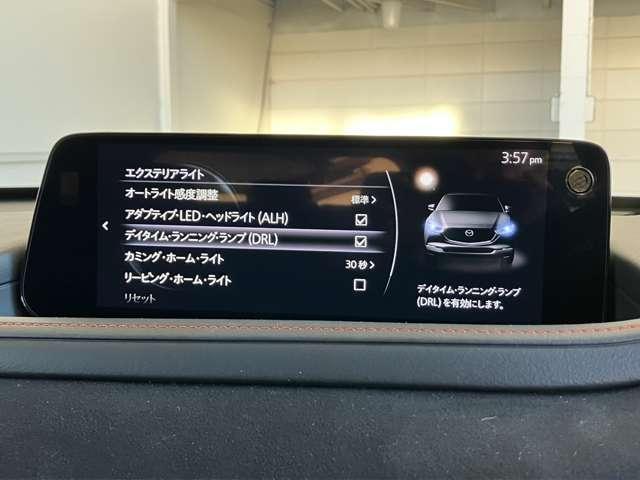 3:57 pm
エクステリアライト
オートライト感度調整 標準
アダプティブ・LED・ヘッドライト(ALH)
デイタイム・ランニング・ランプ(DRL)
カミング・ホーム・ライト 30 秒
リービング・ホーム・ライト
リセット
デイタイム・ランニング・ランプ
(DRL)を有効にします。